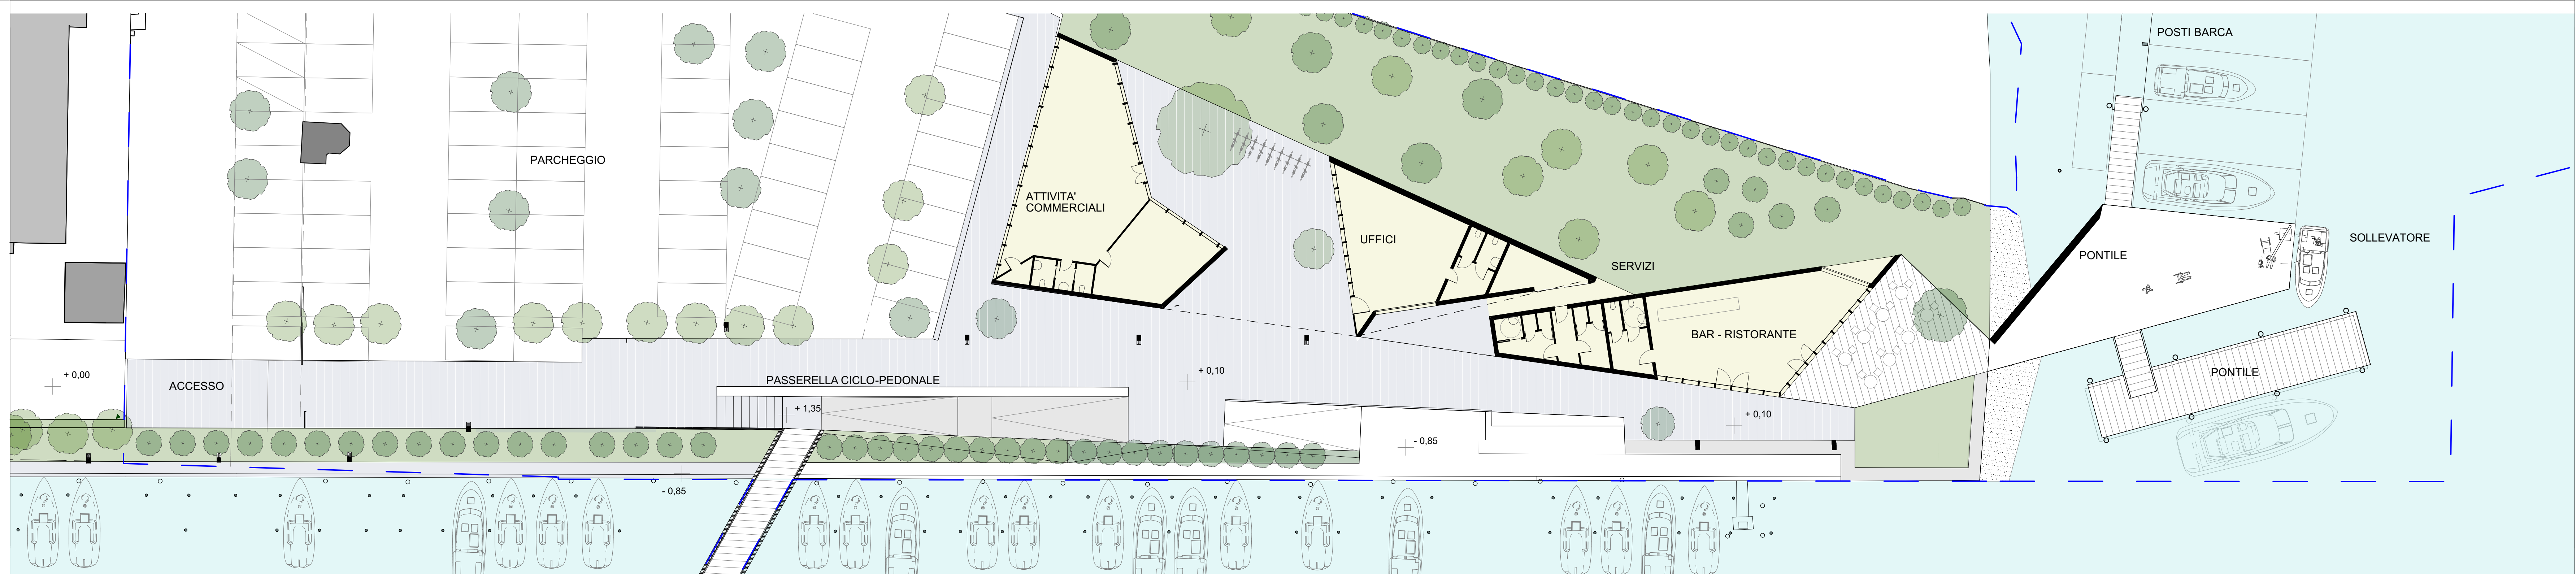 POSTI BARCA
PARCHEGGIO
ATTIVITA'
COMMERCIALI
UFFICI
SOLLEVATORE
PONTILE
SERVIZI
BAR - RISTORANTE
+ 0,00
ACCESSO
PASSERELLA CICLO-PEDONALE
+ 0,10
PONTILE
+ 1,35
+ 0,10
- 0,85
- 0,85